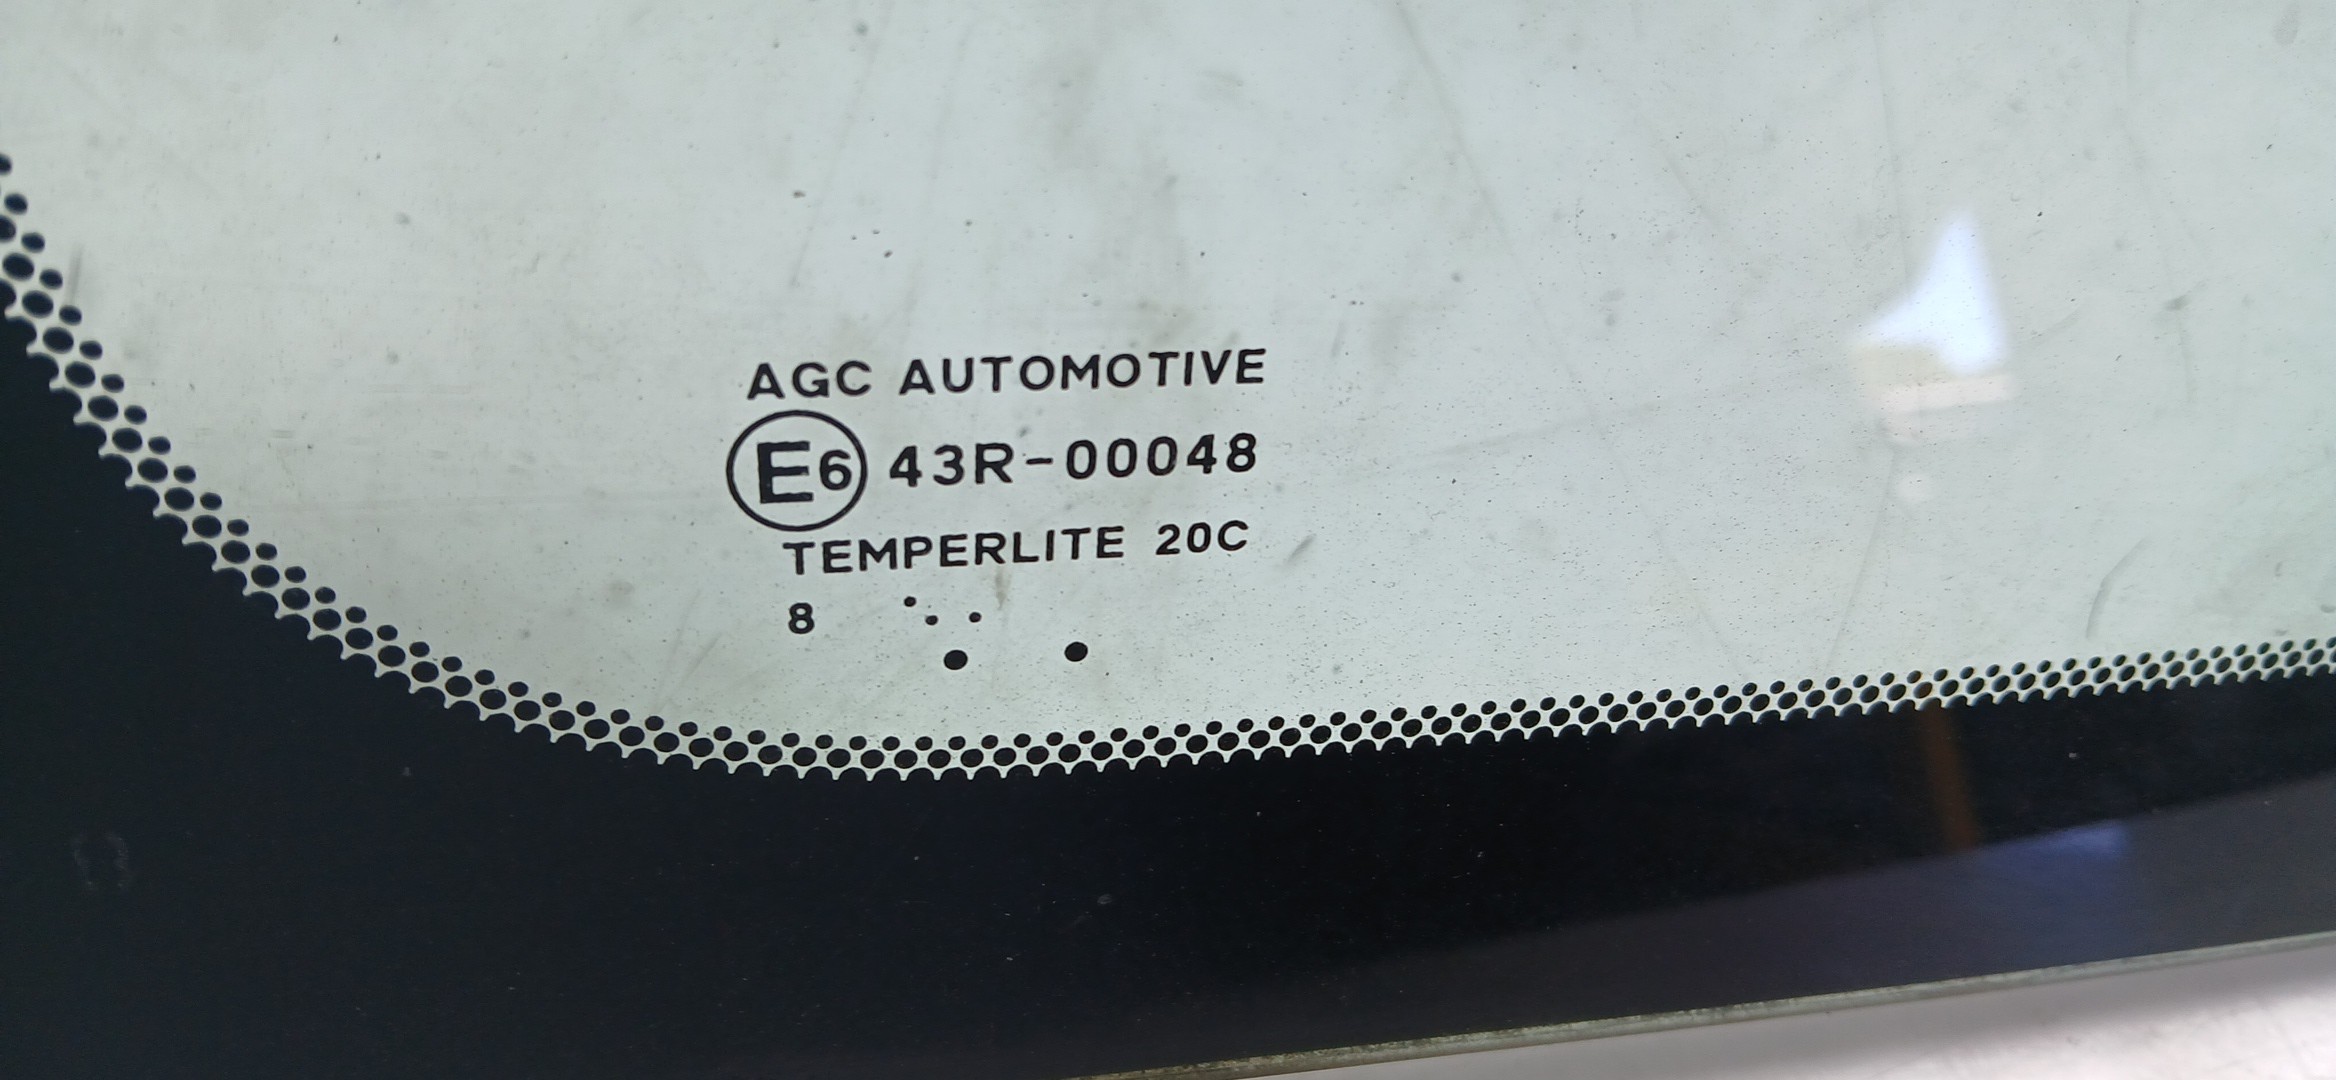 AGC AUTOMOTIVE
E6 43R-00048
TEMPERLITE 20C
8